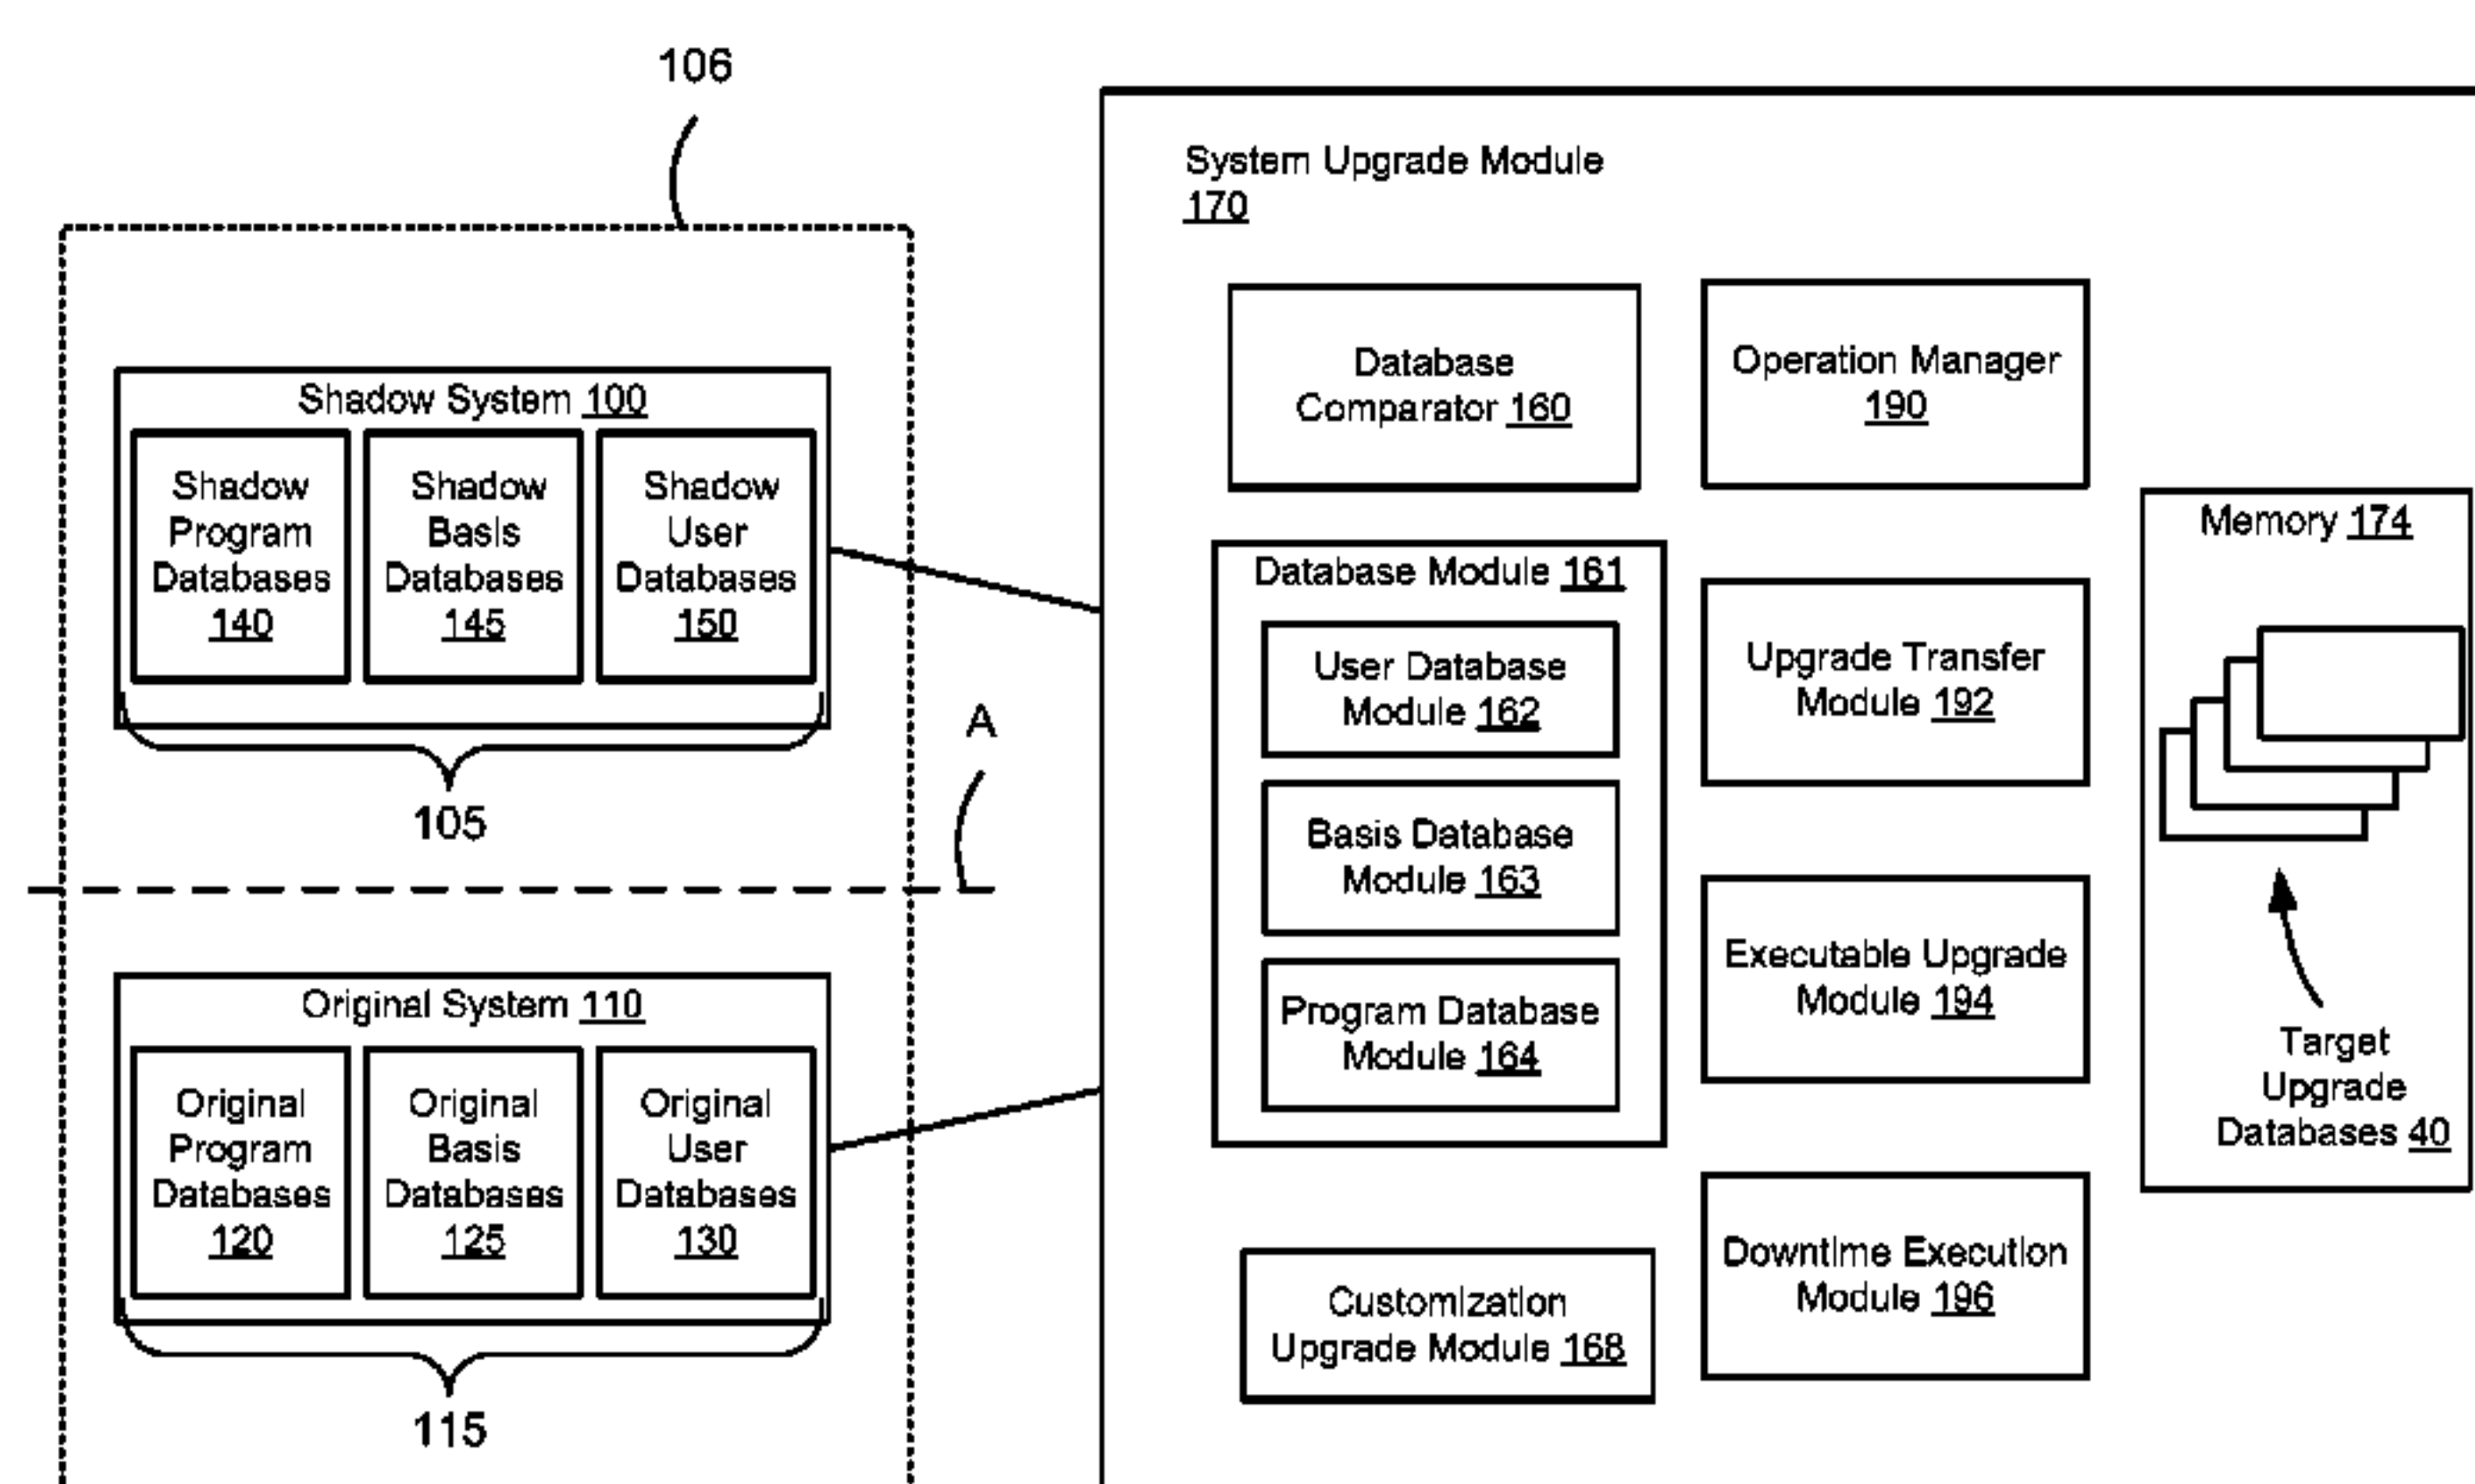 106
System Upgrade Module
170
Shadow System 100
Shadow
Program
Databases
140
Shadow
Basis
Databases
145
Shadow
User
Databases
150
105
A
Original System 110
Original
Program
Databases
120
Original
Basis
Databases
125
Original
User
Databases
130
115
Database
Comparator 160
Database Module 161
User Database
Module 162
Basis Database
Module 163
Program Database
Module 164
Customization
Upgrade Module 168
Operation Manager
190
Upgrade Transfer
Module 192
Executable Upgrade
Module 194
Downtime Execution
Module 196
Memory 174
Target
Upgrade
Databases 40